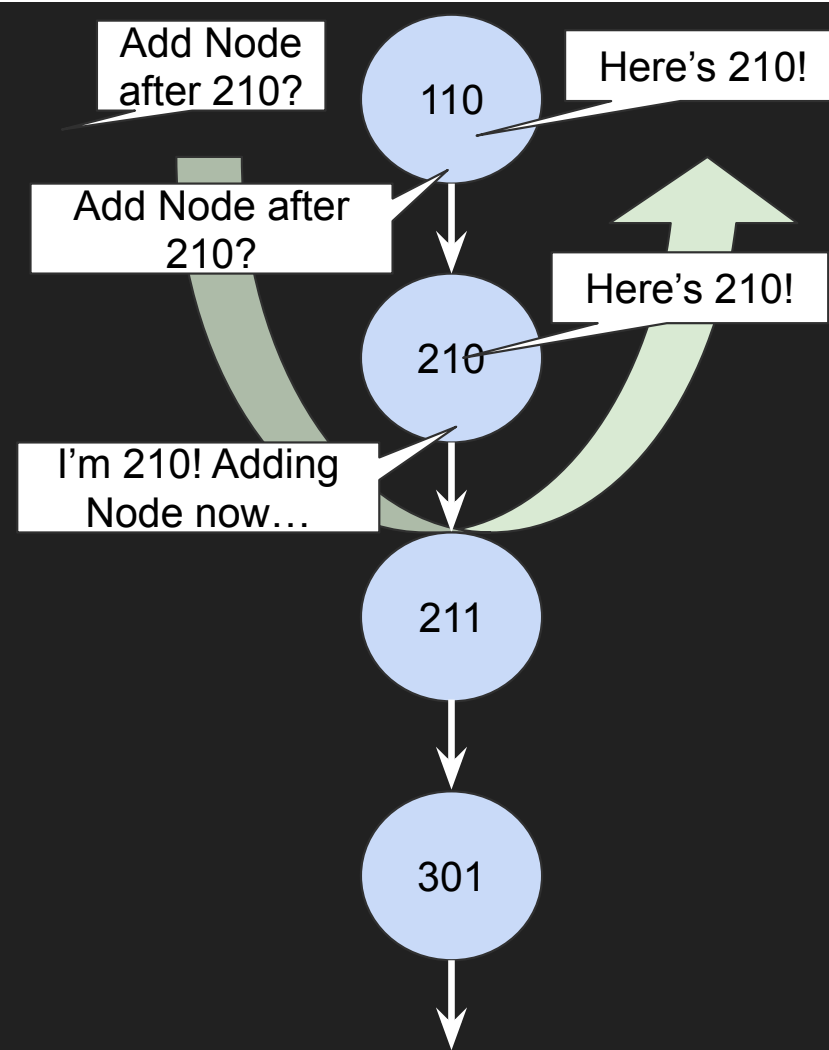 Add Node
after 210?
110
Here’s 210!
Add Node after
210?
Here’s 210!
210
I’m 210! Adding
Node now…
211
301